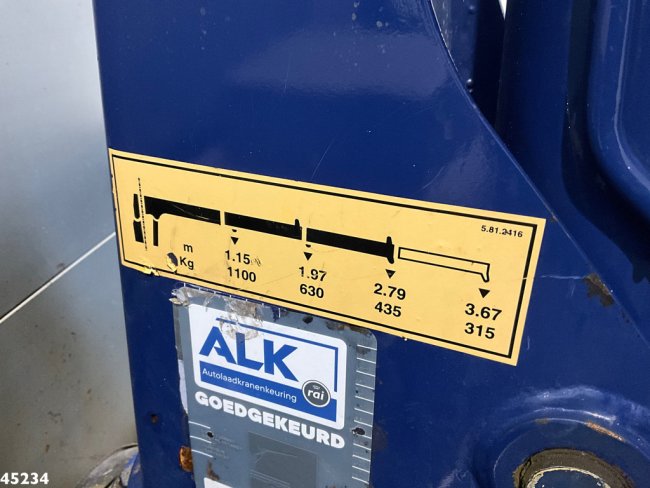 5.81.2416
m 1.15 1.97 2.79 3.67
Kg 1100 630 435 315
ALK
Autolaadkranenkeuring
rai
GOEDGEKEURD
45234